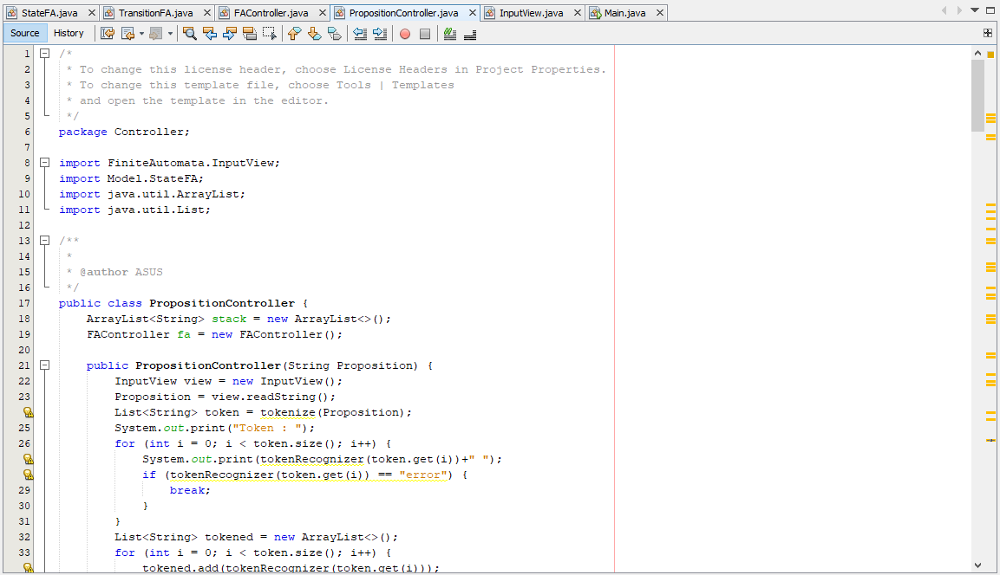 StateFA.java TransitionFA.java FAController.java PropositionController.java InputView.java Main.java
Source History
1 /*
2 * To change this license header, choose License Headers in Project Properties.
3 * To change this template file, choose Tools | Templates
4 * and open the template in the editor.
5 */
6 package Controller;
7
8 import FiniteAutomata.InputView;
9 import Model.StateFA;
10 import java.util.ArrayList;
11 import java.util.List;
12
13 /**
14 *
15 * @author ASUS
16 */
17 public class PropositionController {
18 ArrayList<String> stack = new ArrayList<>();
19 FAController fa = new FAController();
20
21 public PropositionController(String Proposition) {
22 InputView view = new InputView();
23 Proposition = view.readString();
List<String> token = tokenize(Proposition);
25 System.out.print("Token : ");
26 for (int i = 0; i < token.size(); i++) {
System.out.print(tokenRecognizer(token.get(i))+" ");
if (tokenRecognizer(token.get(i)) == "error") {
29 break;
30 }
31 }
32 List<String> tokened = new ArrayList<>();
33 for (int i = 0; i < token.size(); i++) {
tokened.add(tokenRecognizer(token.get(i)));